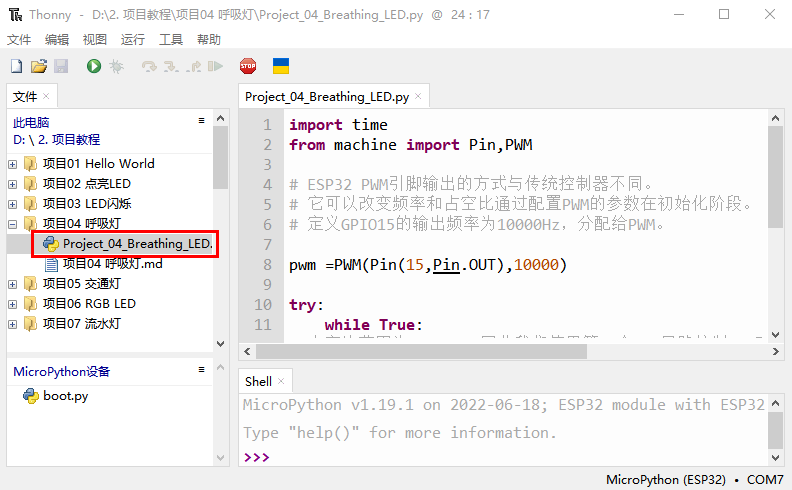 Thonny - D:\2. 项目教程\项目04 呼吸灯\Project_04_Breathing_LED.py @ 24 : 17
文件 编辑 视图 运行 工具 帮助
STOP
文件 ×
此电脑 ≡
D: \ 2. 项目教程
项目01 Hello World
项目02 点亮LED
项目03 LED闪烁
项目04 呼吸灯
Project_04_Breathing_LED.
项目04 呼吸灯.md
项目05 交通灯
项目06 RGB LED
项目07 流水灯
MicroPython设备 ≡
boot.py
Project_04_Breathing_LED.py ×
1 import time
2 from machine import Pin,PWM
3
4 # ESP32 PWM引脚输出的方式与传统控制器不同。
5 # 它可以改变频率和占空比通过配置PWM的参数在初始化阶段。
6 # 定义GPIO15的输出频率为10000Hz，分配给PWM。
7
8 pwm =PWM(Pin(15,Pin.OUT),10000)
9
10 try:
11 while True:
Shell ×
MicroPython v1.19.1 on 2022-06-18; ESP32 module with ESP32
Type "help()" for more information.
>>>
MicroPython (ESP32) • COM7